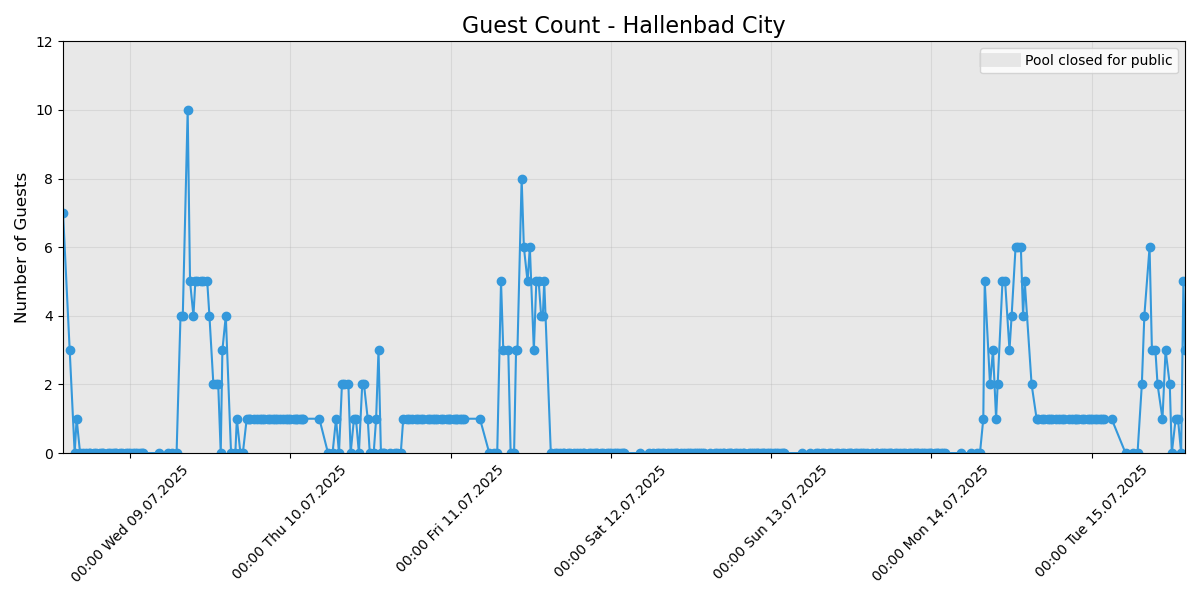 Guest Count - Hallenbad City
Pool closed for public
Number of Guests
12
10
8
6
4
2
0
00:00 Wed 09.07.2025
00:00 Thu 10.07.2025
00:00 Fri 11.07.2025
00:00 Sat 12.07.2025
00:00 Sun 13.07.2025
00:00 Mon 14.07.2025
00:00 Tue 15.07.2025